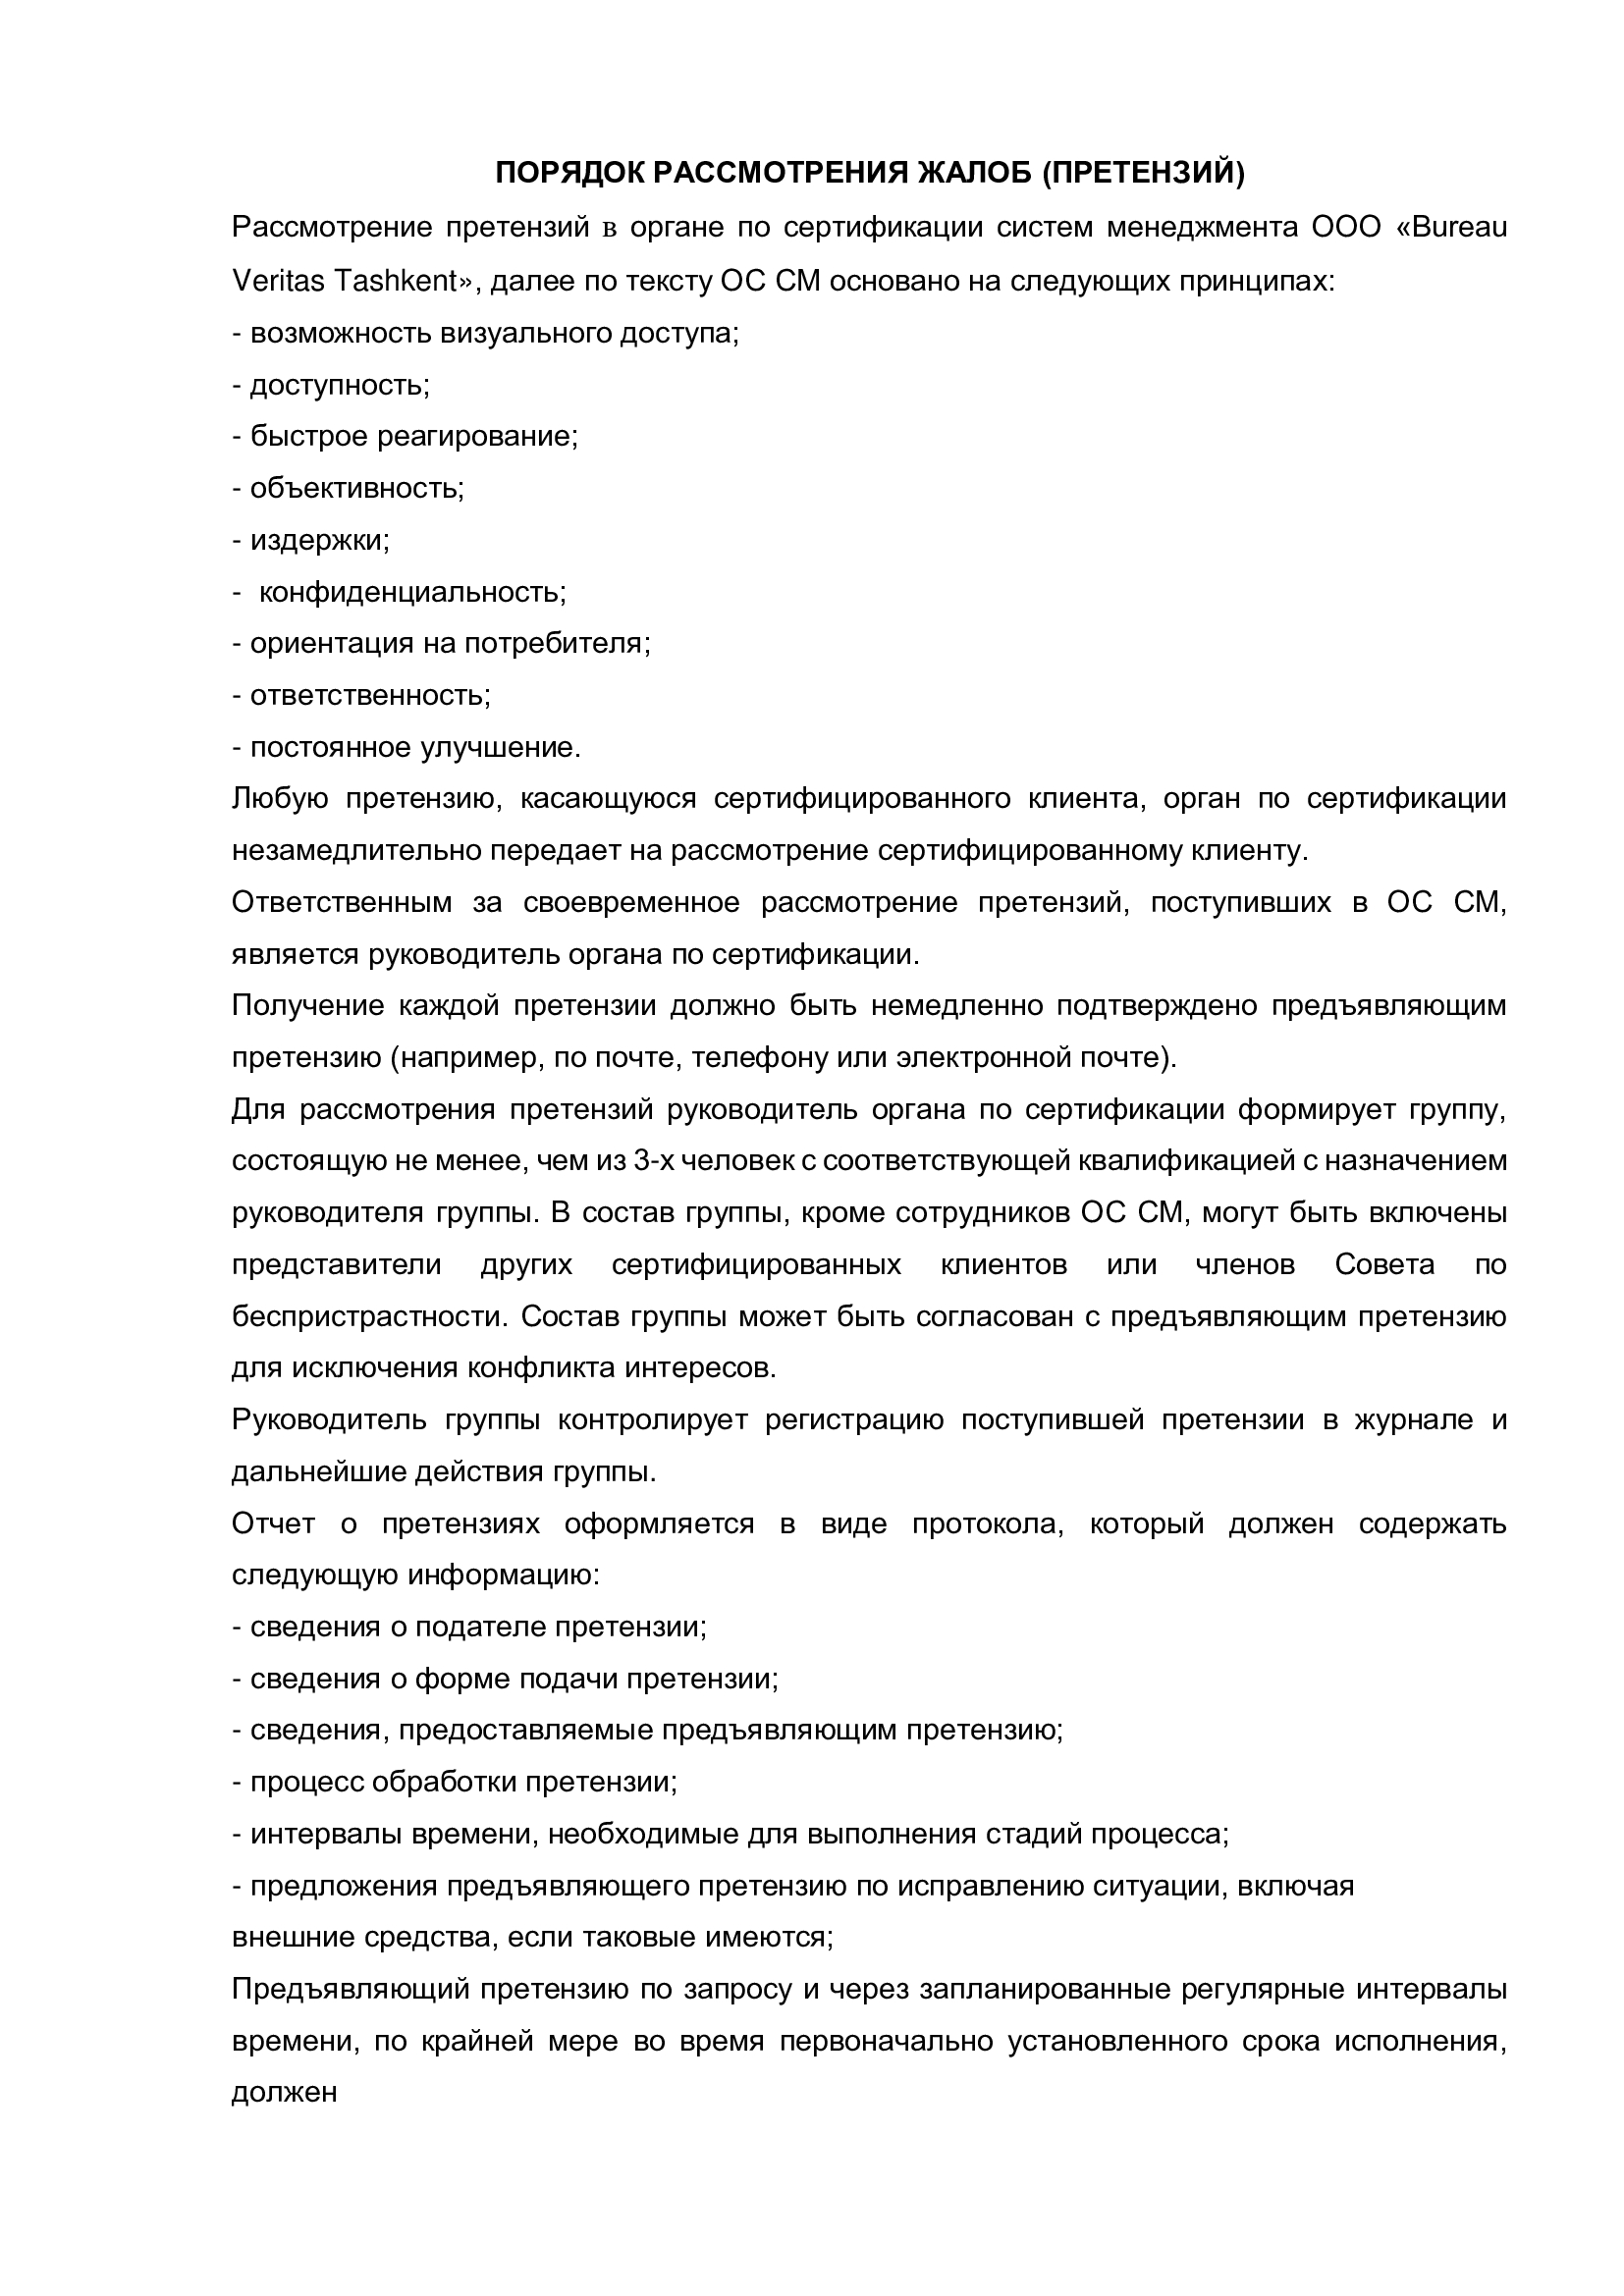 ПОРЯДОК РАССМОТРЕНИЯ ЖАЛОБ (ПРЕТЕНЗИЙ)
Рассмотрение претензий в органе по сертификации систем менеджмента ООО «Bureau
Veritas Tashkent», далее по тексту ОС СМ основано на следующих принципах:
- возможность визуального доступа;
- доступность;
- быстрое реагирование;
- объективность;
- издержки;
- конфиденциальность;
- ориентация на потребителя;
- ответственность;
- постоянное улучшение.
Любую претензию, касающуюся сертифицированного клиента, орган по сертификации
незамедлительно передает на рассмотрение сертифицированному клиенту.
Ответственным за своевременное рассмотрение претензий, поступивших в ОС СМ,
является руководитель органа по сертификации.
Получение каждой претензии должно быть немедленно подтверждено предъявляющим
претензию (например, по почте, телефону или электронной почте).
Для рассмотрения претензий руководитель органа по сертификации формирует группу,
состоящую не менее, чем из 3-х человек с соответствующей квалификацией с назначением
руководителя группы. В состав группы, кроме сотрудников ОС СМ, могут быть включены
представители других сертифицированных клиентов или членов Совета по
беспристрастности. Состав группы может быть согласован с предъявляющим претензию
для исключения конфликта интересов.
Руководитель группы контролирует регистрацию поступившей претензии в журнале и
дальнейшие действия группы.
Отчет о претензиях оформляется в виде протокола, который должен содержать
следующую информацию:
- сведения о подателе претензии;
- сведения о форме подачи претензии;
- сведения, предоставляемые предъявляющим претензию;
- процесс обработки претензии;
- интервалы времени, необходимые для выполнения стадий процесса;
- предложения предъявляющего претензию по исправлению ситуации, включая
внешние средства, если таковые имеются;
Предъявляющий претензию по запросу и через запланированные регулярные интервалы
времени, по крайней мере во время первоначально установленного срока исполнения,
должен